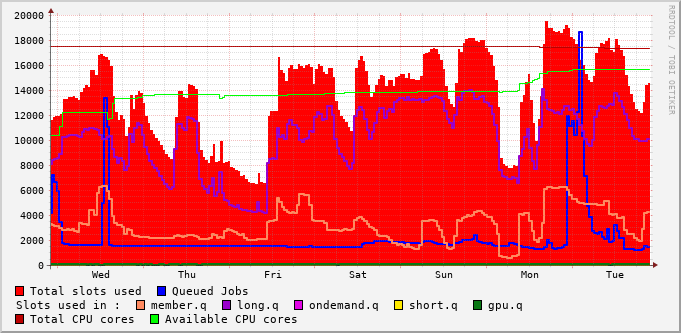 20000
18000
16000
14000
12000
10000
8000
6000
4000
2000
0
Wed Thu Fri Sat Sun Mon Tue
RRDTOOL / TOBI OETIKER
Total slots used Queued Jobs
Slots used in : member.q long.q ondemand.q short.q gpu.q
Total CPU cores Available CPU cores